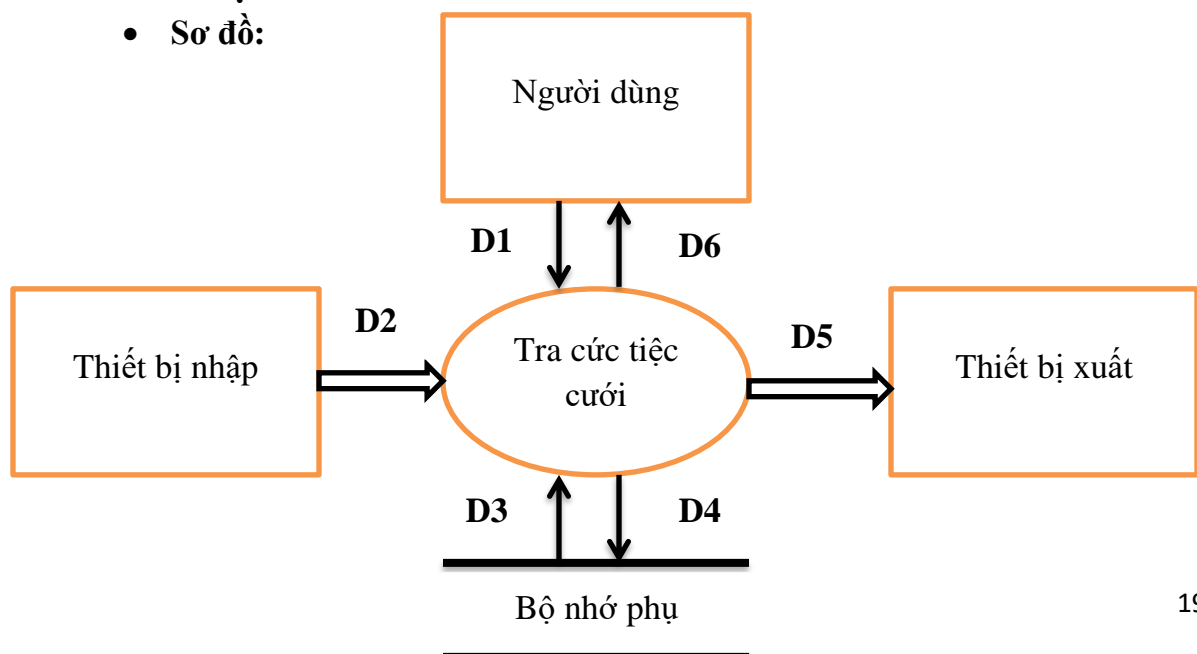 • Sơ đồ:
Người dùng
D1
D6
Thiết bị nhập
D2
Tra cức tiệc
cưới
D5
Thiết bị xuất
D3
D4
Bộ nhớ phụ
19